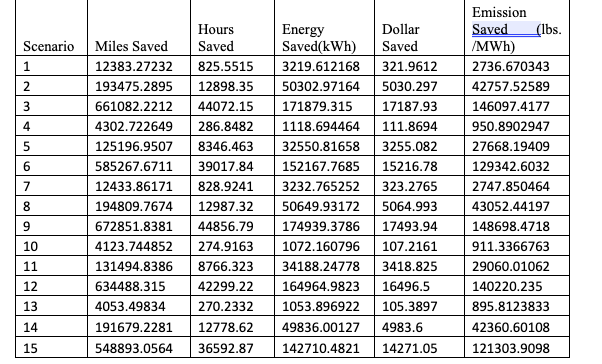 Scenario Miles Saved Hours Saved Energy Saved(kWh) Dollar Saved Emission Saved (lbs. /MWh)
1 12383.27232 825.5515 3219.612168 321.9612 2736.670343
2 193475.2895 12898.35 50302.97164 5030.297 42757.52589
3 661082.2212 44072.15 171879.315 17187.93 146097.4177
4 4302.722649 286.8482 1118.694464 111.8694 950.8902947
5 125196.9507 8346.463 32550.81658 3255.082 27668.19409
6 585267.6711 39017.84 152167.7685 15216.78 129342.6032
7 12433.86171 828.9241 3232.765252 323.2765 2747.850464
8 194809.7674 12987.32 50649.93172 5064.993 43052.44197
9 672851.8381 44856.79 174939.3786 17493.94 148698.4718
10 4123.744852 274.9163 1072.160796 107.2161 911.3366763
11 131494.8386 8766.323 34188.24778 3418.825 29060.01062
12 634488.315 42299.22 164964.9823 16496.5 140220.235
13 4053.49834 270.2332 1053.896922 105.3897 895.8123833
14 191679.2281 12778.62 49836.00127 4983.6 42360.60108
15 548893.0564 36592.87 142710.4821 14271.05 121303.9098